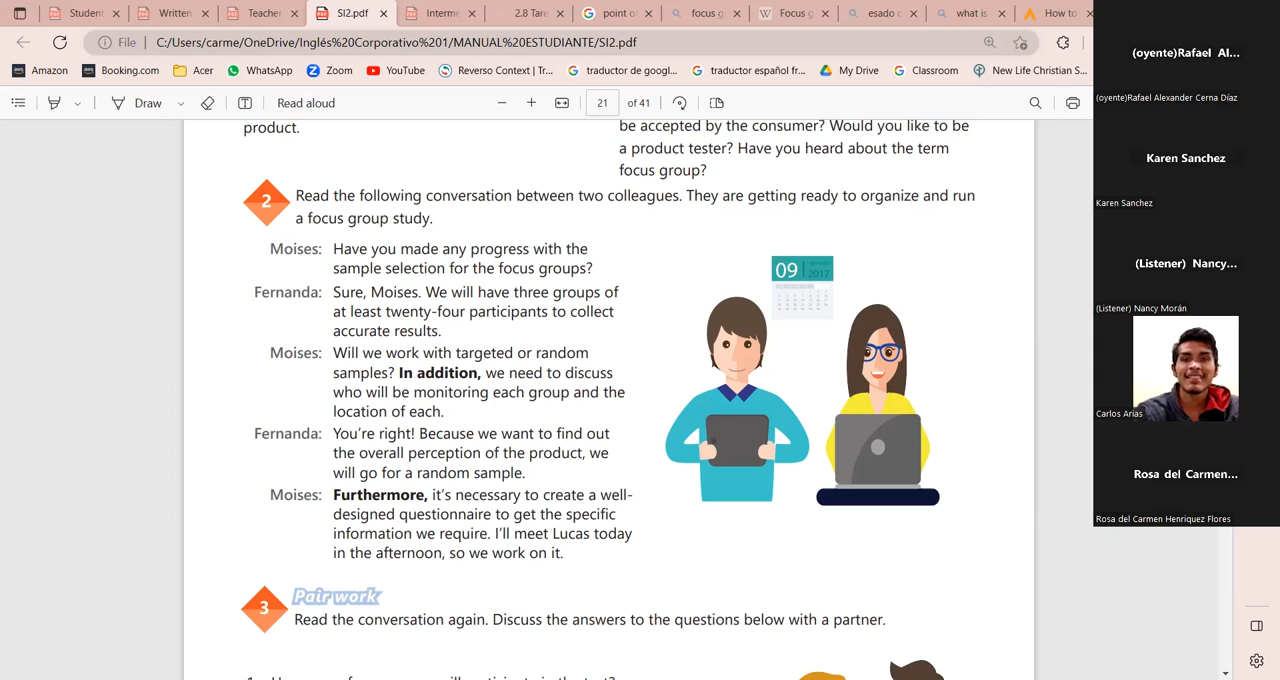 Student
Written
Teacher
SI2.pdf
Interme
2.8 Tare
point o
focus g
Focus g
esado c
what is
How to
File
C:/Users/carme/OneDrive/Inglés%20Corporativo%201/MANUAL%20ESTUDIANTE/SI2.pdf
Amazon
Booking.com
Acer
WhatsApp
Zoom
YouTube
Reverso Context | Tr...
traductor de googl...
traductor español fr...
My Drive
Classroom
New Life Christian S...
Draw
Read aloud
21
of 41
product.
be accepted by the consumer? Would you like to be
a product tester? Have you heard about the term
focus group?
2
Read the following conversation between two colleagues. They are getting ready to organize and run
a focus group study.
Moises: Have you made any progress with the
sample selection for the focus groups?
Fernanda: Sure, Moises. We will have three groups of
at least twenty-four participants to collect
accurate results.
Moises: Will we work with targeted or random
samples? In addition, we need to discuss
who will be monitoring each group and the
location of each.
Fernanda: You're right! Because we want to find out
the overall perception of the product, we
will go for a random sample.
Moises: Furthermore, it's necessary to create a well-
designed questionnaire to get the specific
information we require. I'll meet Lucas today
in the afternoon, so we work on it.
09
2017
3
Pair work
Read the conversation again. Discuss the answers to the questions below with a partner.
(oyente)Rafael Al...
(oyente)Rafael Alexander Cerna Díaz
Karen Sanchez
Karen Sanchez
(Listener) Nancy...
(Listener) Nancy Morán
Carlos Arias
Rosa del Carmen...
Rosa del Carmen Henriquez Flores